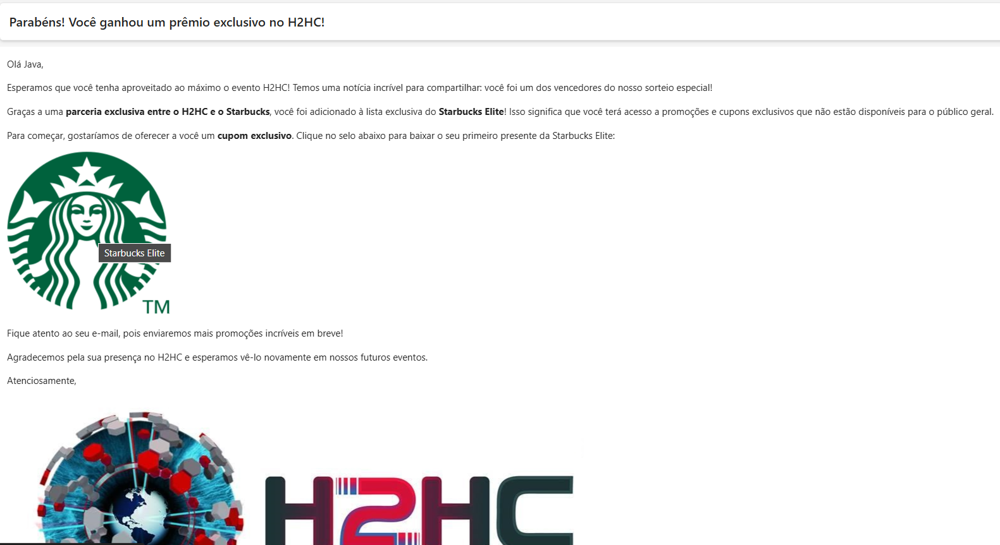 Parabéns! Você ganhou um prêmio exclusivo no H2HC!
Olá Java,
Esperamos que você tenha aproveitado ao máximo o evento H2HC! Temos uma notícia incrível para compartilhar: você foi um dos vencedores do nosso sorteio especial!
Graças a uma parceria exclusiva entre o H2HC e o Starbucks, você foi adicionado à lista exclusiva do Starbucks Elite! Isso significa que você terá acesso a promoções e cupons exclusivos que não estão disponíveis para o público geral.
Para começar, gostaríamos de oferecer a você um cupom exclusivo. Clique no selo abaixo para baixar o seu primeiro presente da Starbucks Elite:
Starbucks Elite
TM
Fique atento ao seu e-mail, pois enviaremos mais promoções incríveis em breve!
Agradecemos pela sua presença no H2HC e esperamos vê-lo novamente em nossos futuros eventos.
Atenciosamente,
H2HC